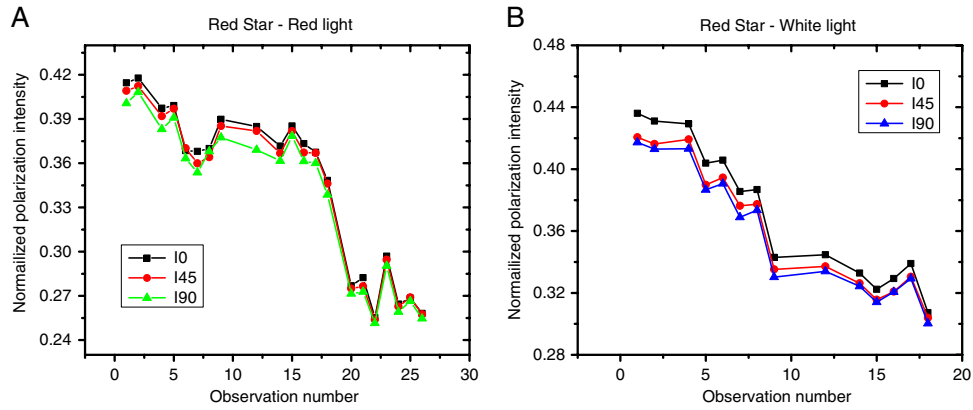 A
Red Star - Red light
Normailized polarization intensity
0.42
0.39
0.36
0.33
0.30
0.27
0.24
I0
I45
I90
0 5 10 15 20 25 30
Observation number
B
Red Star - White light
Normalized polarization intensity
0.48
0.44
0.40
0.36
0.32
0.28
I0
I45
I90
0 5 10 15 20
Observation number